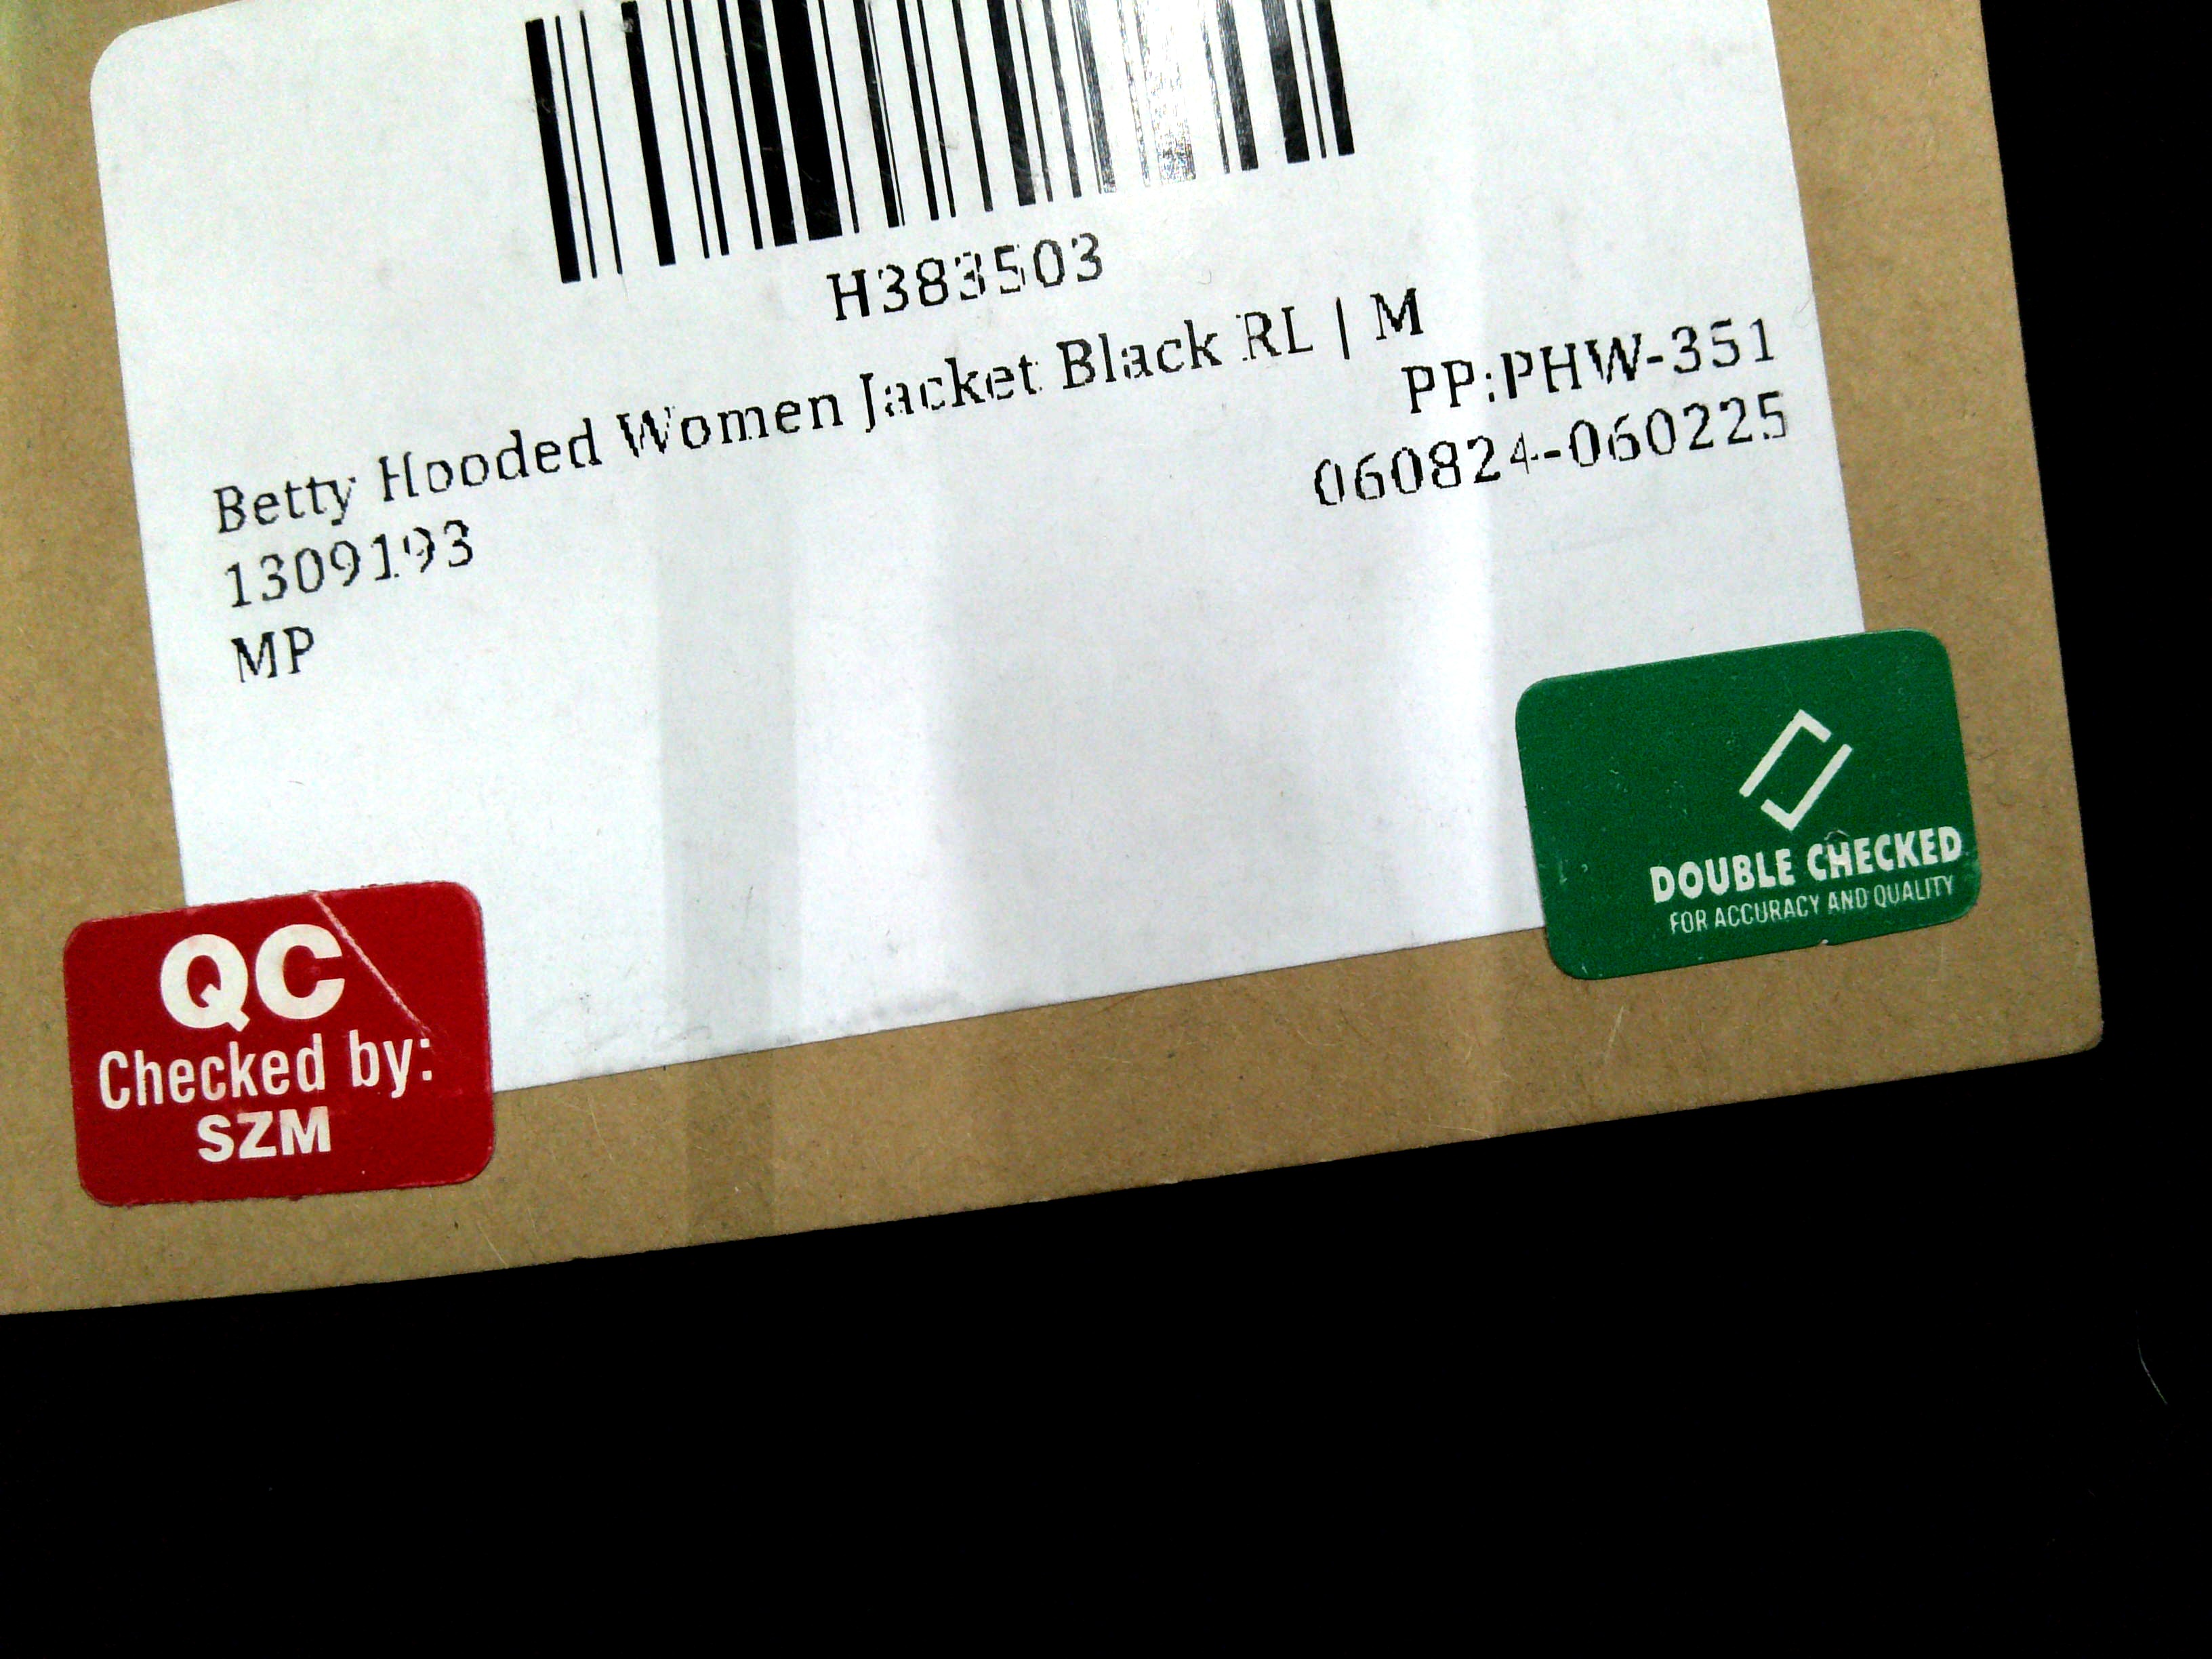 H383503
Betty Hooded Women Jacket Black RL | M
1309193
PP:PHW-351
MP
060824-060225
DOUBLE CHECKED
FOR ACCURACY AND QUALITY
QC
Checked by:
SZM